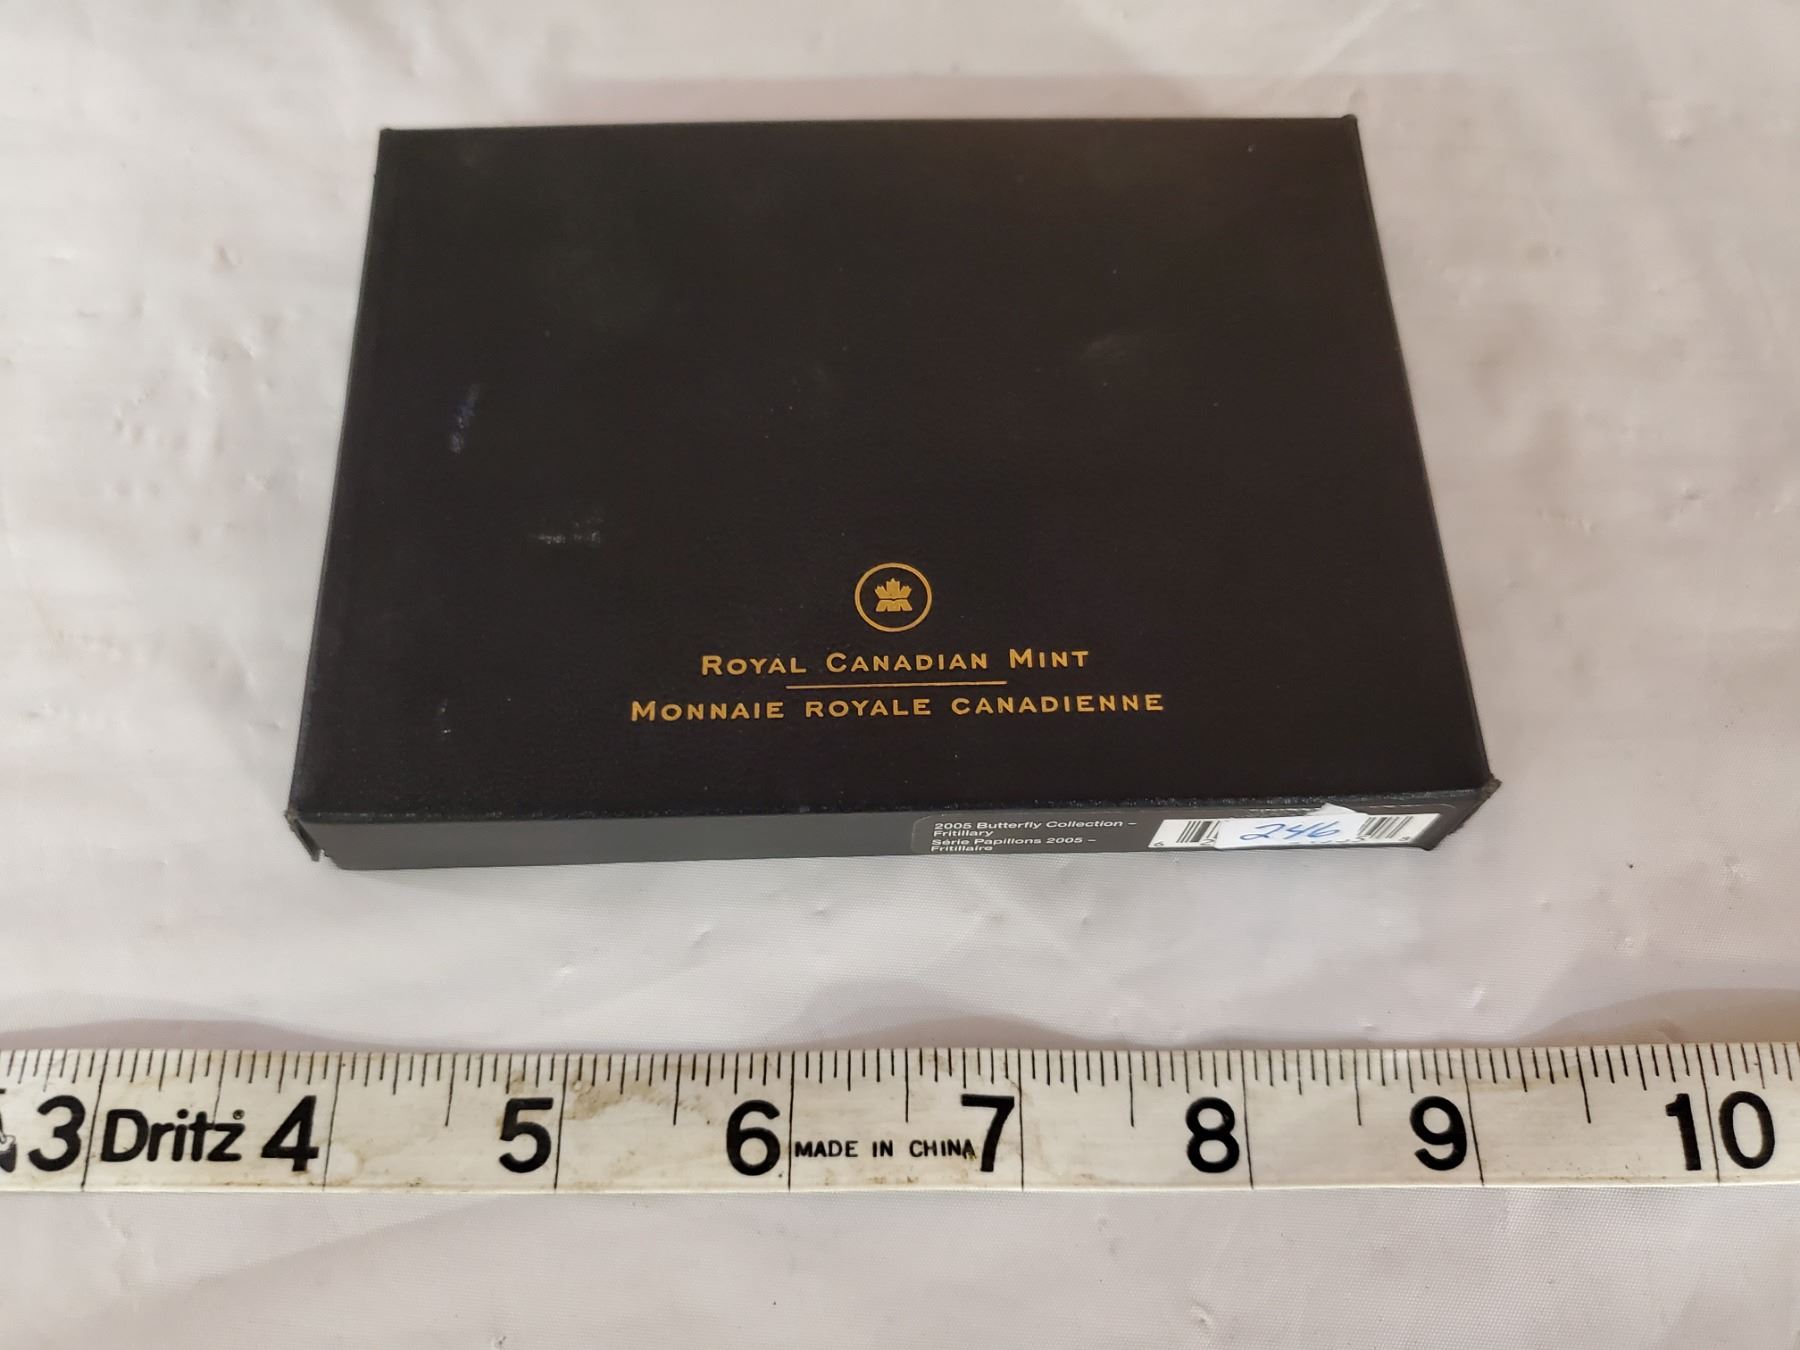 ROYAL CANADIAN MINT
MONNAIE ROYALE CANADIENNE
2005 Butterfly Collection –
Fritillary
Série Papillons 2005 –
Fritillaire
246
3 Dritz 4 5 6 MADE IN CHINA 7 8 9 10